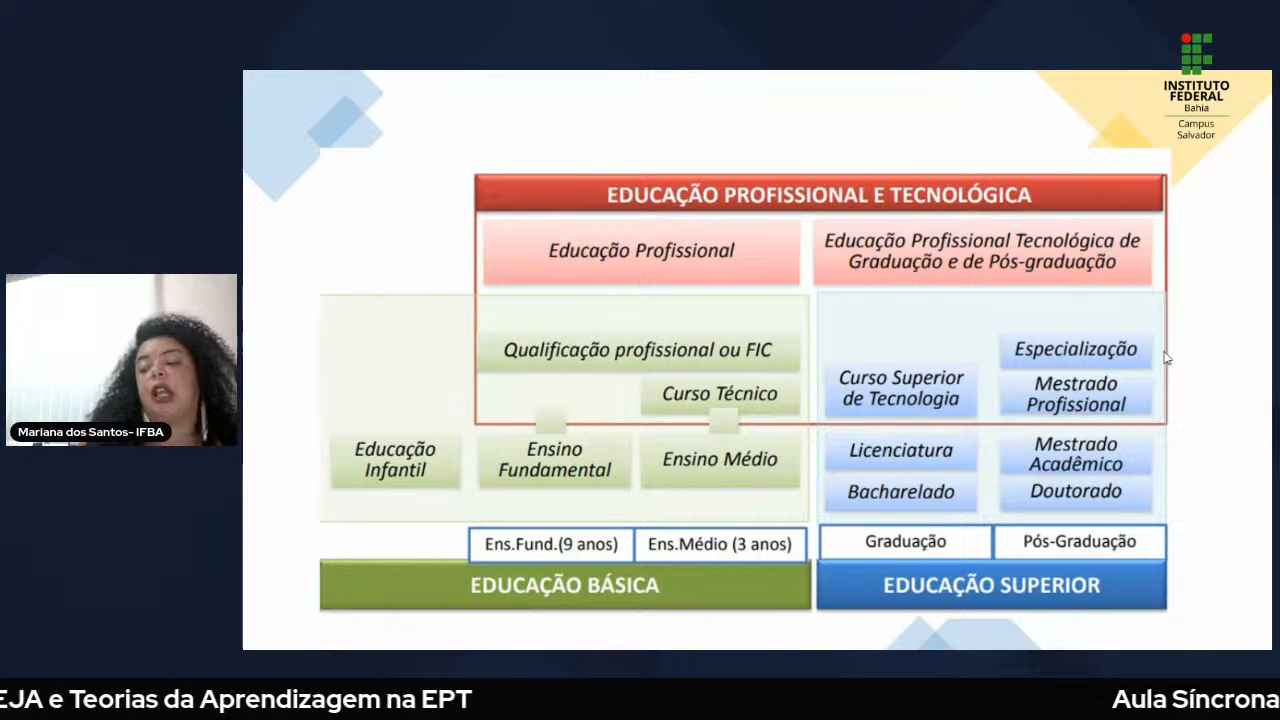 INSTITUTO
FEDERAL
Bahia
Campus
Salvador
EDUCAÇÃO PROFISSIONAL E TECNOLÓGICA
Educação Profissional
Educação Profissional Tecnológica de
Graduação e de Pós-graduação
Qualificação profissional ou FIC
Curso Técnico
Curso Superior
de Tecnologia
Especialização
Mestrado
Profissional
Educação
Infantil
Ensino
Fundamental
Ensino Médio
Licenciatura
Bacharelado
Mestrado
Acadêmico
Doutorado
Ens.Fund.(9 anos)
Ens.Médio (3 anos)
Graduação
Pós-Graduação
EDUCAÇÃO BÁSICA
EDUCAÇÃO SUPERIOR
Mariana dos Santos- IFBA
EJA e Teorias da Aprendizagem na EPT
Aula Síncrona